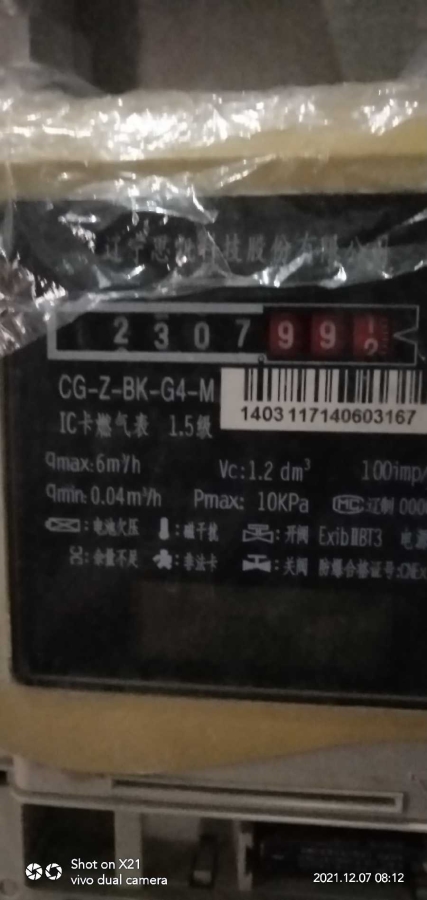 辽宁思凯科技股份有限公司
2 3 0 7 9 9
CG-Z-BK-G4-M
IC卡燃气表 1.5级
1403 117140603167
qmax:6m³/h Vc:1.2 dm³ 100imp/
qmin:0.04m³/h Pmax: 10KPa MC 辽制 000
:电池欠压 :磁干扰 :开阀 ExibⅡBT3 电源
:余量不足 :非法卡 :关阀 防爆合格证号:CNEx
Shot on X21
vivo dual camera
2021.12.07 08:12